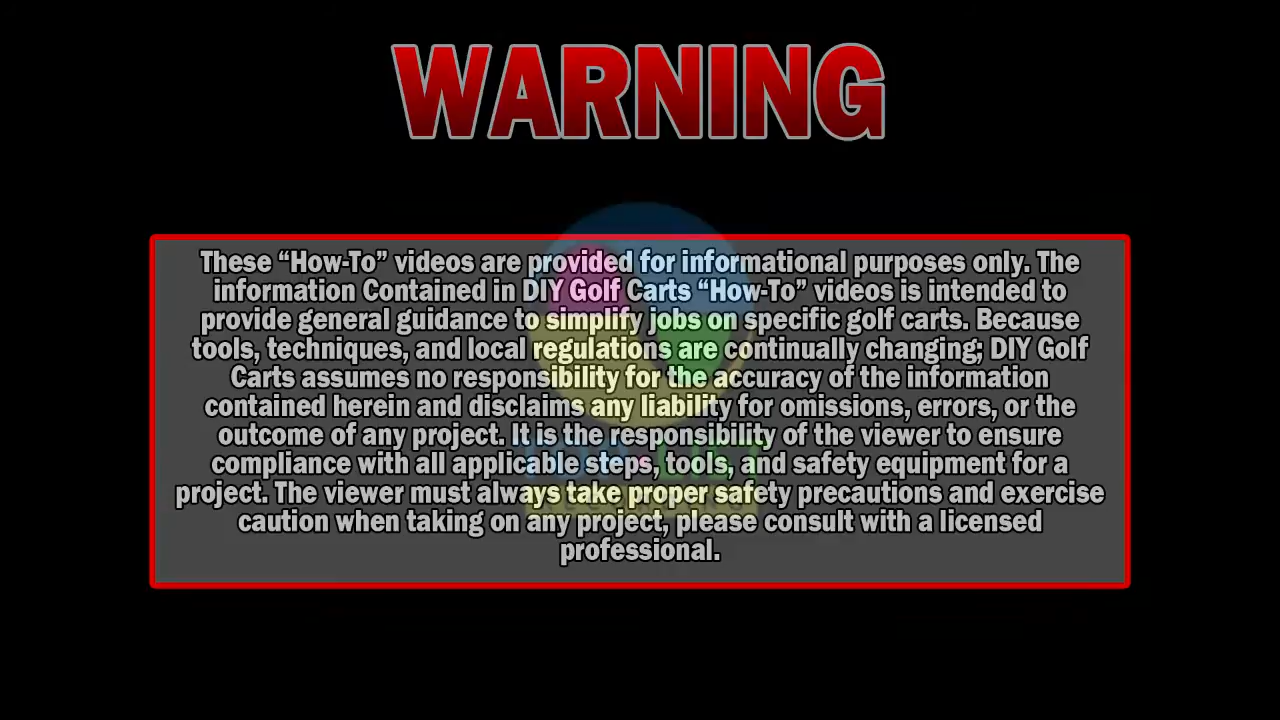 WARNING
These “How-To” videos are provided for informational purposes only. The
information Contained in DIY Golf Carts “How-To” videos is intended to
provide general guidance to simplify jobs on specific golf carts. Because
tools, techniques, and local regulations are continually changing; DIY Golf
Carts assumes no responsibility for the accuracy of the information
contained herein and disclaims any liability for omissions, errors, or the
outcome of any project. It is the responsibility of the viewer to ensure
compliance with all applicable steps, tools, and safety equipment for a
project. The viewer must always take proper safety precautions and exercise
caution when taking on any project, please consult with a licensed
professional.